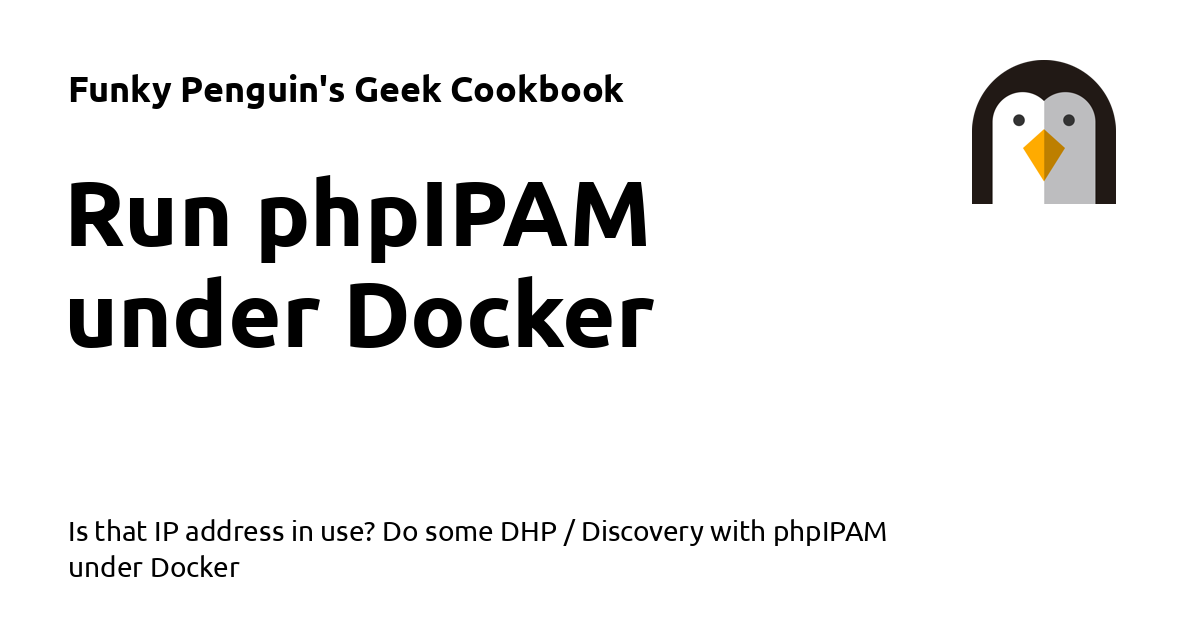 Funky Penguin's Geek Cookbook
Run phpIPAM
under Docker
Is that IP address in use? Do some DHP / Discovery with phpIPAM
under Docker